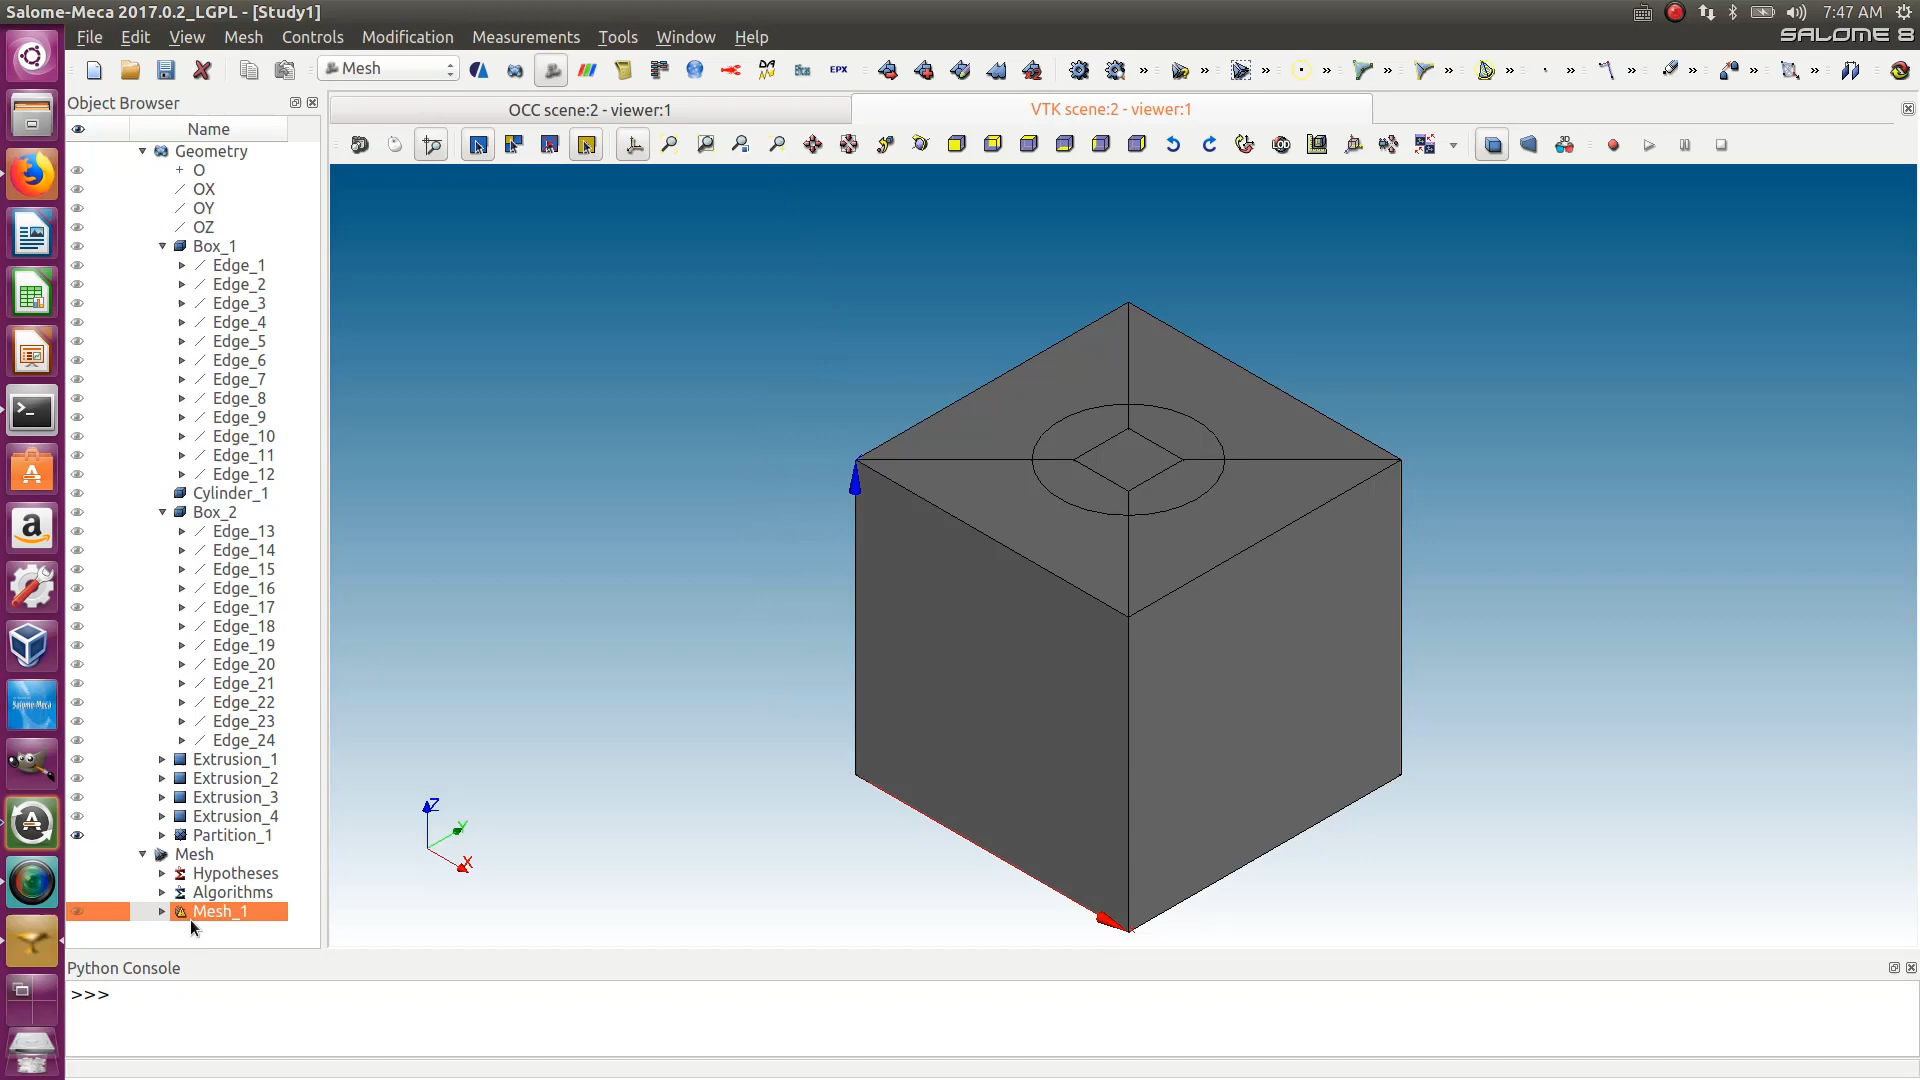 Salome-Meca 2017.0.2_LGPL - [Study1]
7:47 AM
File Edit View Mesh Controls Modification Measurements Tools Window Help
SALOME 8
Mesh
EPX
Object Browser
OCC scene:2 - viewer:1
VTK scene:2 - viewer:1
Name
LOD
Geometry
O
OX
OY
OZ
Box_1
Edge_1
Edge_2
Edge_3
Edge_4
Edge_5
Edge_6
Edge_7
Edge_8
Edge_9
Edge_10
Edge_11
Edge_12
Cylinder_1
Box_2
Edge_13
Edge_14
Edge_15
Edge_16
Edge_17
Edge_18
Edge_19
Edge_20
Edge_21
Edge_22
Edge_23
Edge_24
Extrusion_1
Extrusion_2
Extrusion_3
Extrusion_4
Partition_1
Mesh
Hypotheses
Algorithms
Mesh_1
Salome-Meca
Z
Y
X
Python Console
>>>